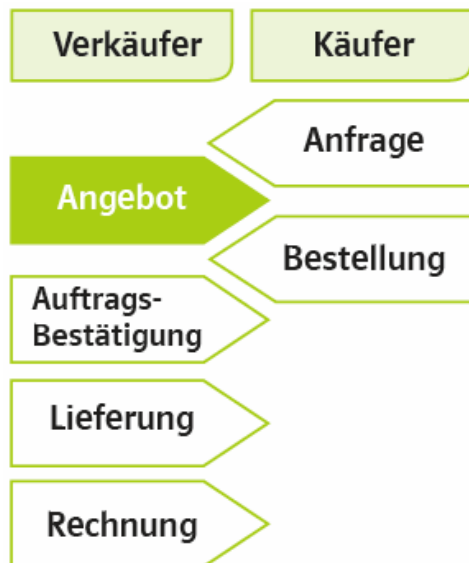 Verkäufer
Käufer
Anfrage
Angebot
Bestellung
Auftrags-
Bestätigung
Lieferung
Rechnung